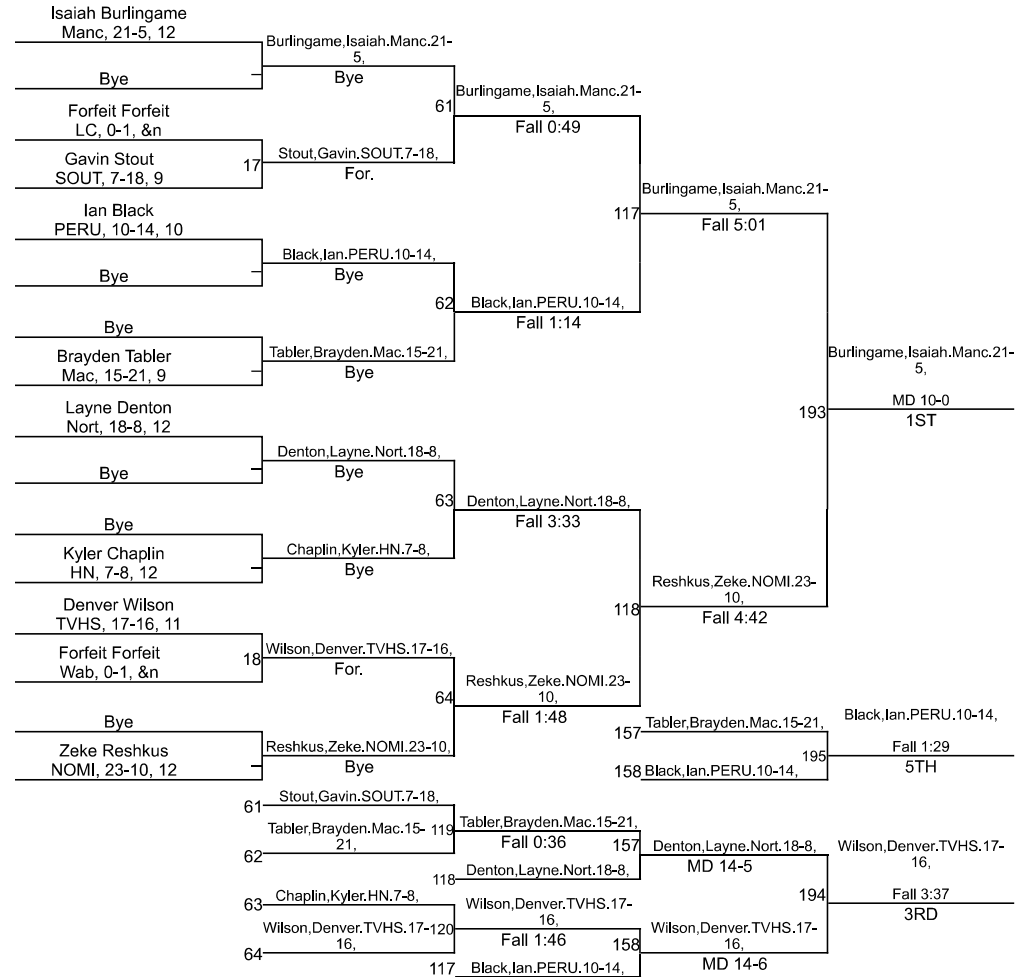 Isaiah Burlingame
Manc, 21-5, 12
Bye
Forfeit Forfeit
LC, 0-1, &n
Gavin Stout
SOUT, 7-18, 9
Ian Black
PERU, 10-14, 10
Bye
Bye
Brayden Tabler
Mac, 15-21, 9
Layne Denton
Nort, 18-8, 12
Bye
Bye
Kyler Chaplin
HN, 7-8, 12
Denver Wilson
TVHS, 17-16, 11
Forfeit Forfeit
Wab, 0-1, &n
Bye
Zeke Reshkus
NOMI, 23-10, 12
Burlingame,Isaiah.Manc.21-
5,
Bye
17
Stout,Gavin.SOUT.7-18,
For.
Black,Ian.PERU.10-14,
Bye
Tabler,Brayden.Mac.15-21,
Bye
Denton,Layne.Nort.18-8,
Bye
Chaplin,Kyler.HN.7-8,
Bye
18
Wilson,Denver.TVHS.17-16,
For.
Reshkus,Zeke.NOMI.23-10,
Bye
61
Burlingame,Isaiah.Manc.21-
5,
Fall 0:49
62
Black,Ian.PERU.10-14,
Fall 1:14
63
Denton,Layne.Nort.18-8,
Fall 3:33
64
Reshkus,Zeke.NOMI.23-
10,
Fall 1:48
117
Burlingame,Isaiah.Manc.21-
5,
Fall 5:01
118
Reshkus,Zeke.NOMI.23-
10,
Fall 4:42
193
Burlingame,Isaiah.Manc.21-
5,
MD 10-0
1ST
157
Tabler,Brayden.Mac.15-21,
158
Black,Ian.PERU.10-14,
195
Black,Ian.PERU.10-14,
Fall 1:29
5TH
61
Stout,Gavin.SOUT.7-18,
62
Tabler,Brayden.Mac.15-
21,
63
Chaplin,Kyler.HN.7-8,
64
Wilson,Denver.TVHS.17-
16,
119
Tabler,Brayden.Mac.15-21,
Fall 0:36
118
Denton,Layne.Nort.18-8,
120
Wilson,Denver.TVHS.17-
16,
Fall 1:46
117
Black,Ian.PERU.10-14,
157
Denton,Layne.Nort.18-8,
MD 14-5
158
Wilson,Denver.TVHS.17-
16,
MD 14-6
194
Wilson,Denver.TVHS.17-
16,
Fall 3:37
3RD